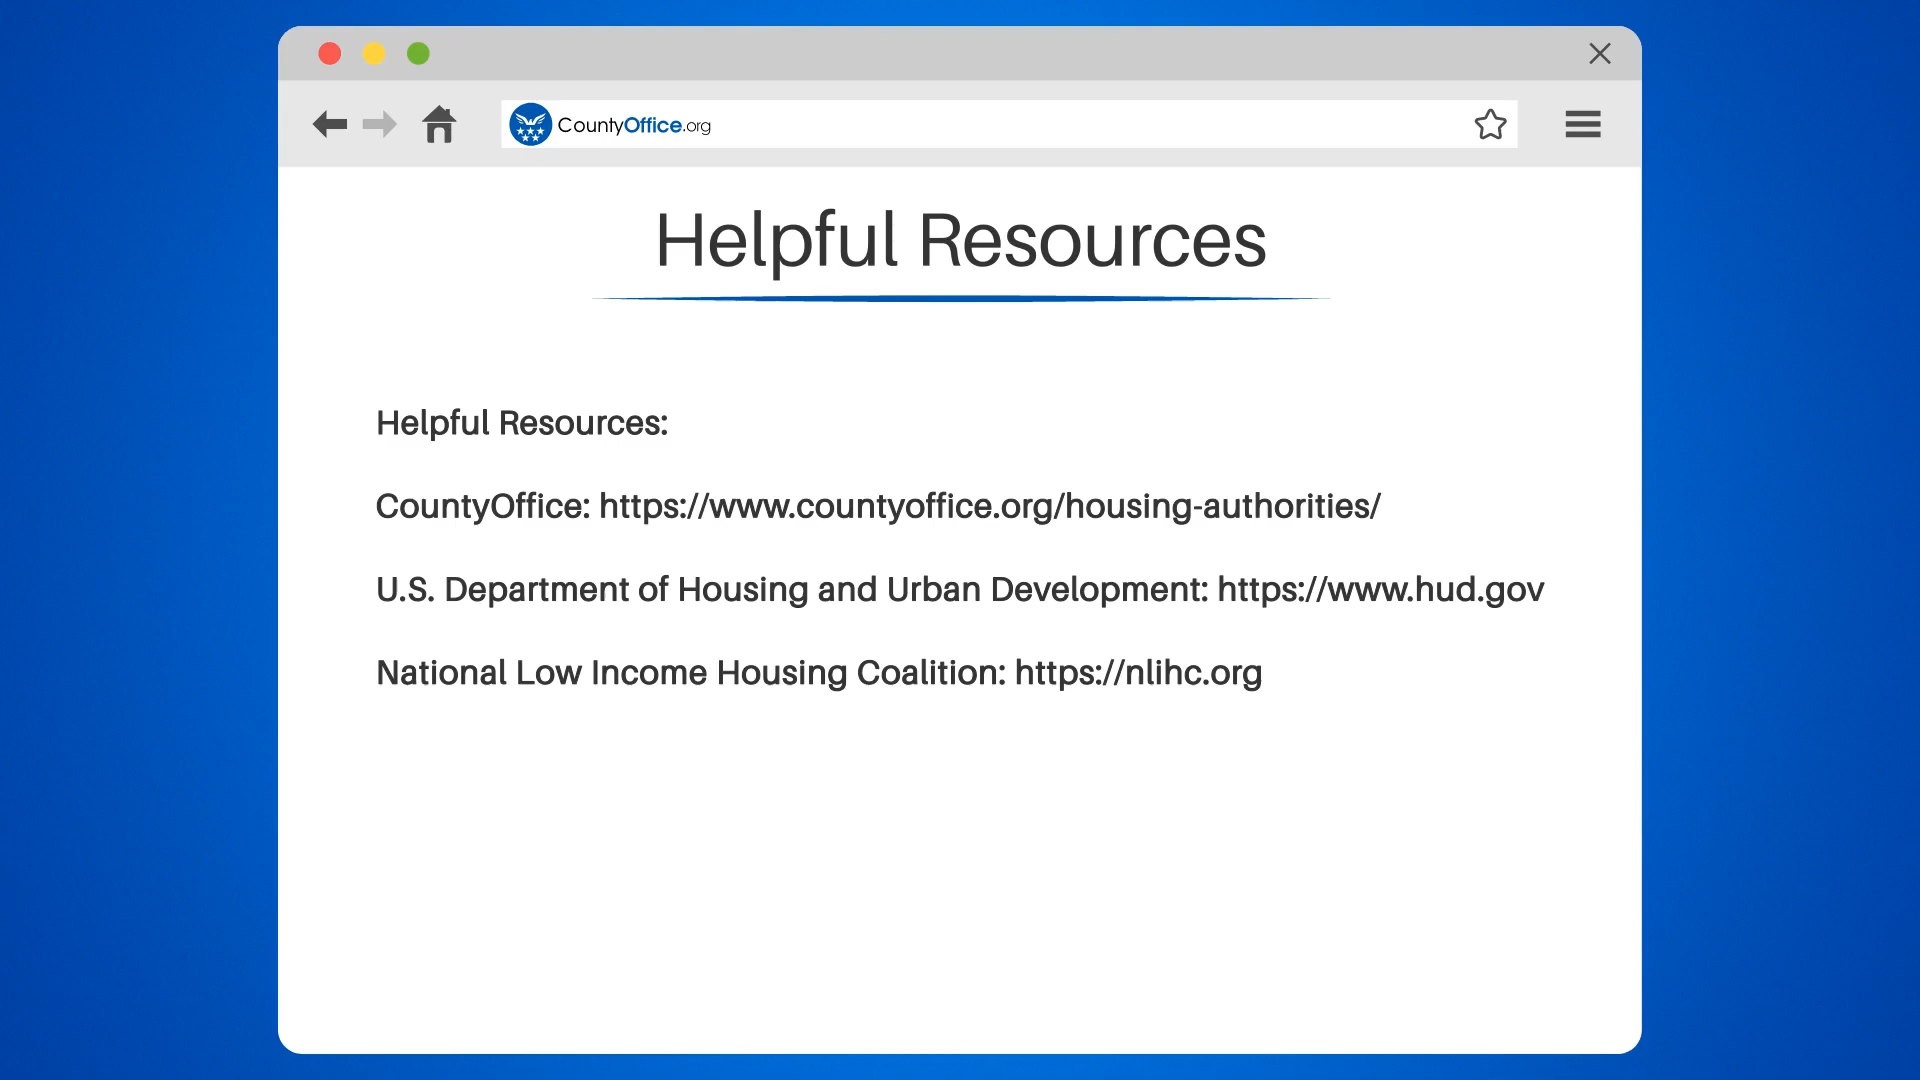 CountyOffice.org
Helpful Resources
Helpful Resources:
CountyOffice: https://www.countyoffice.org/housing-authorities/
U.S. Department of Housing and Urban Development: https://www.hud.gov
National Low Income Housing Coalition: https://nlihc.org